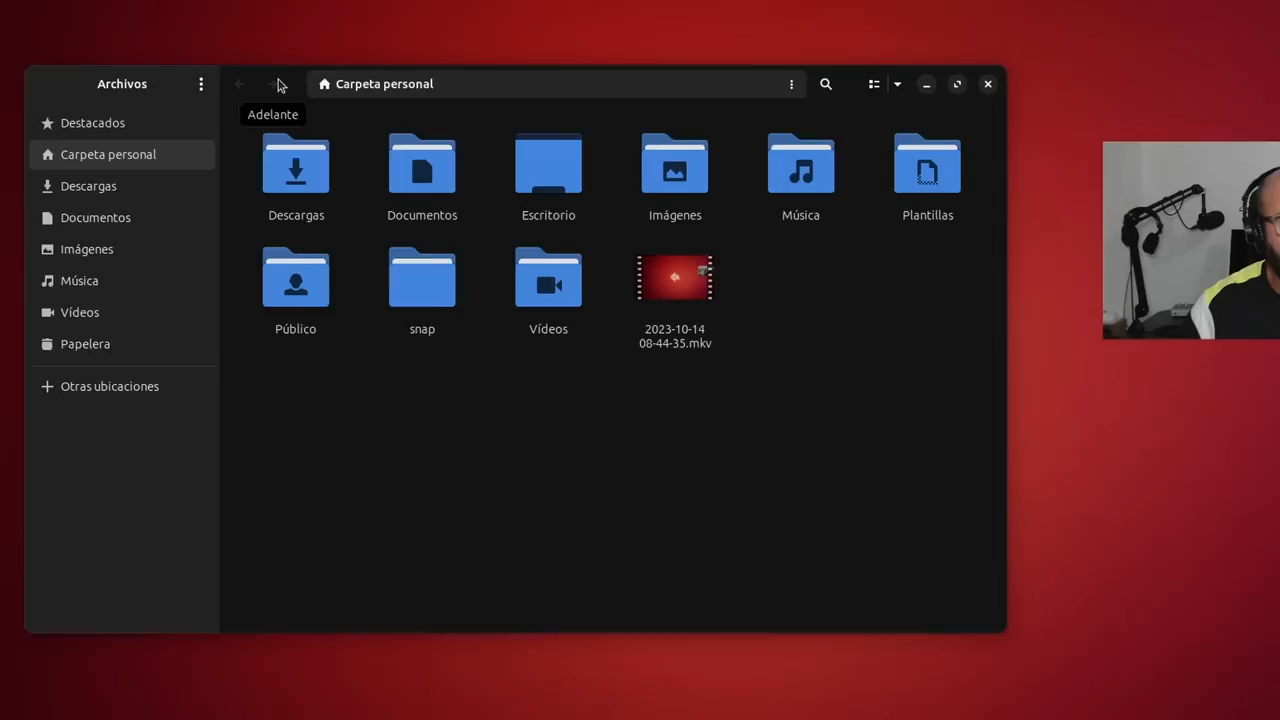 Archivos
Carpeta personal
Adelante
Destacados
Carpeta personal
Descargas
Documentos
Imágenes
Música
Vídeos
Papelera
Otras ubicaciones
Descargas
Documentos
Escritorio
Imágenes
Música
Plantillas
Público
snap
Vídeos
2023-10-14
08-44-35.mkv